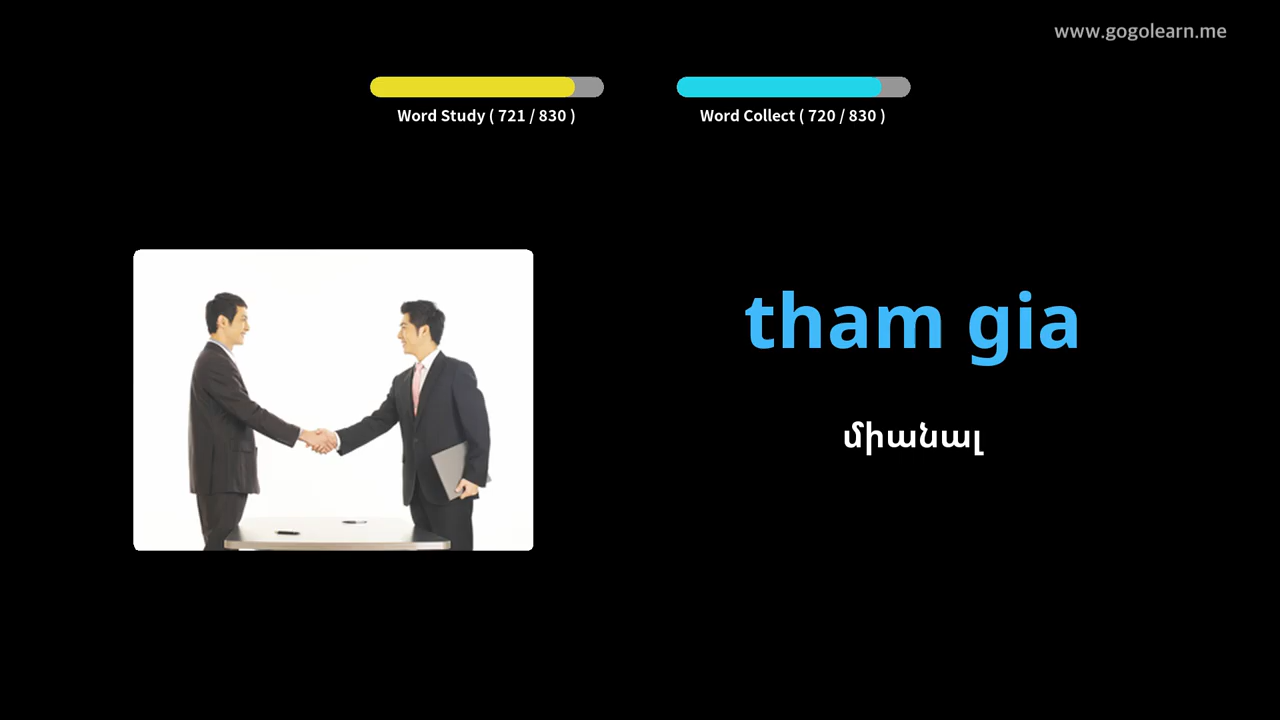 www.gogolearn.me
Word Study ( 721 / 830 )
Word Collect ( 720 / 830 )
tham gia
միանալ